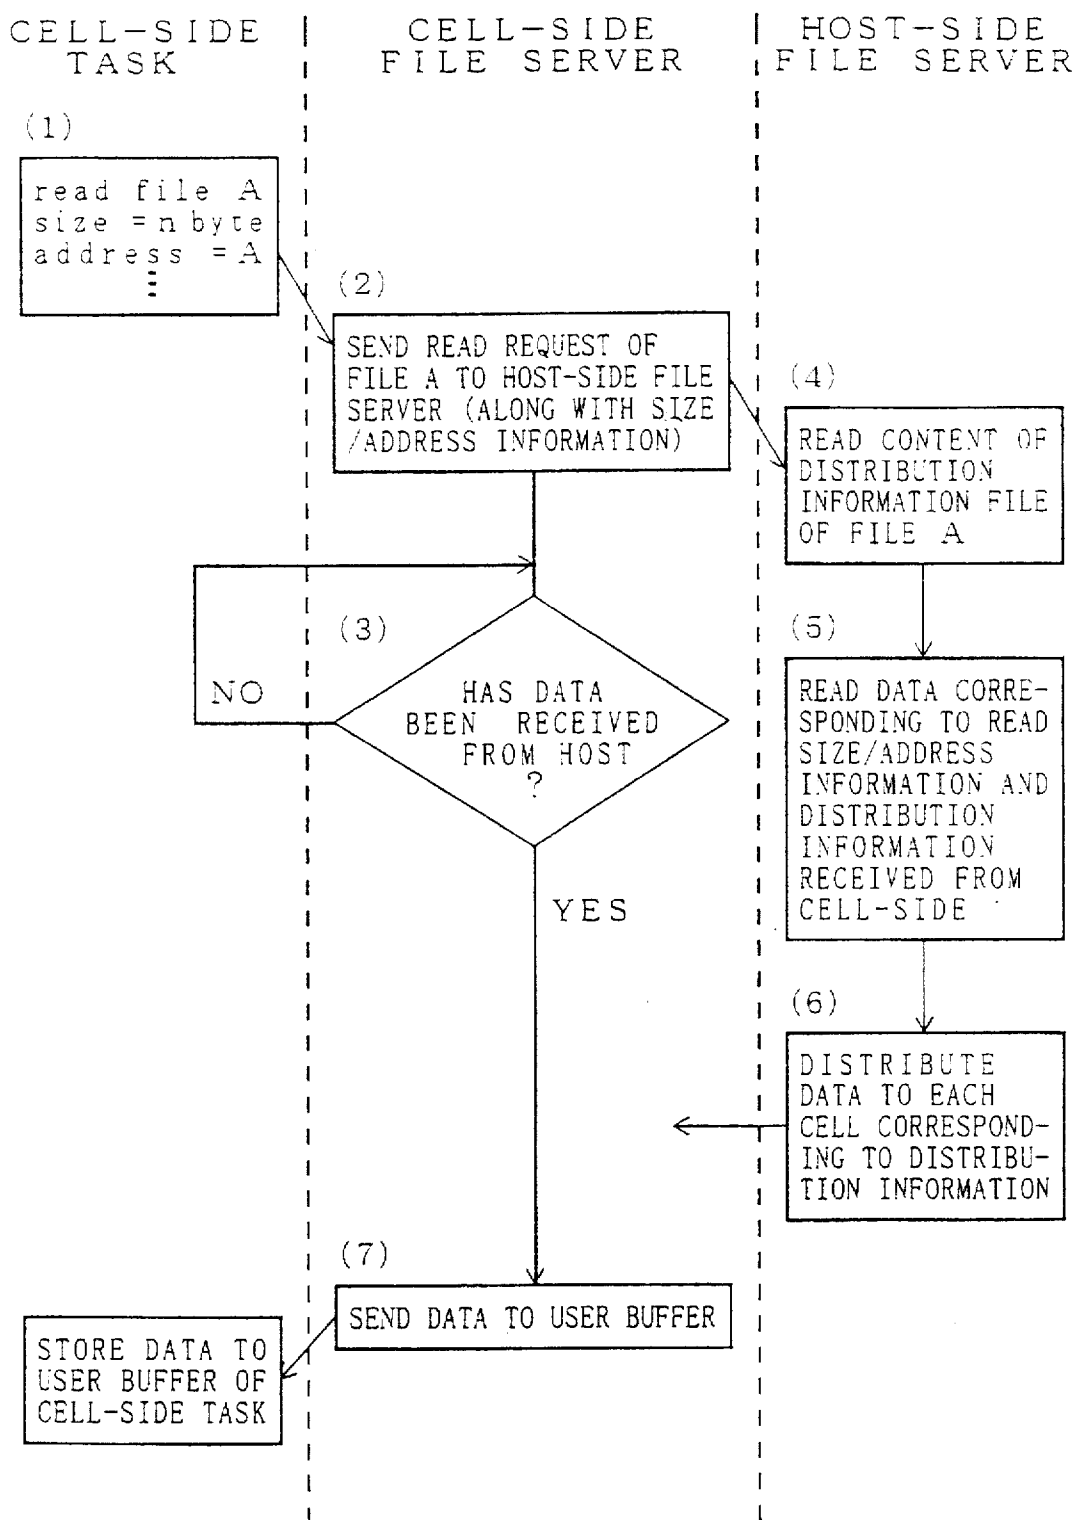 CELL-SIDE
TASK
CELL-SIDE
FILE SERVER
HOST-SIDE
FILE SERVER
(1)
read file A
size =n byte
address =A
⋮
(2)
SEND READ REQUEST OF
FILE A TO HOST-SIDE FILE
SERVER (ALONG WITH SIZE
/ADDRESS INFORMATION)
(4)
READ CONTENT OF
DISTRIBUTION
INFORMATION FILE
OF FILE A
(3)
NO
HAS DATA
BEEN RECEIVED
FROM HOST
?
YES
(5)
READ DATA CORRE-
SPONDING TO READ
SIZE/ADDRESS
INFORMATION AND
DISTRIBUTION
INFORMATION
RECEIVED FROM
CELL-SIDE
(6)
DISTRIBUTE
DATA TO EACH
CELL CORRESPOND-
ING TO DISTRIBU-
TION INFORMATION
(7)
SEND DATA TO USER BUFFER
STORE DATA TO
USER BUFFER OF
CELL-SIDE TASK